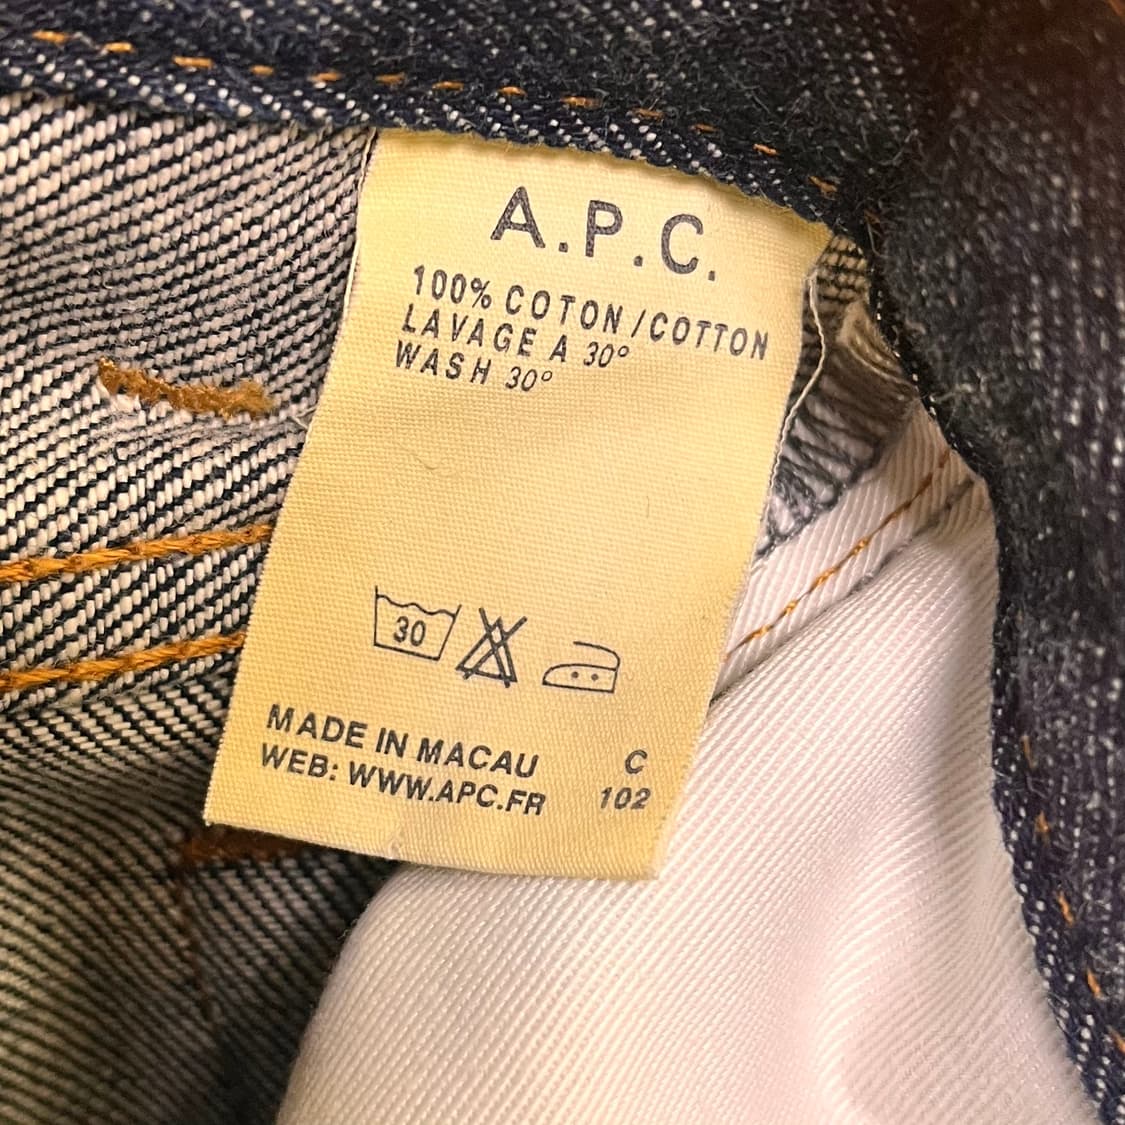 A.P.C.
100% COTON/COTTON
LAVAGE A 30°
WASH 30°
30
MADE IN MACAU C
WEB: WWW.APC.FR 102